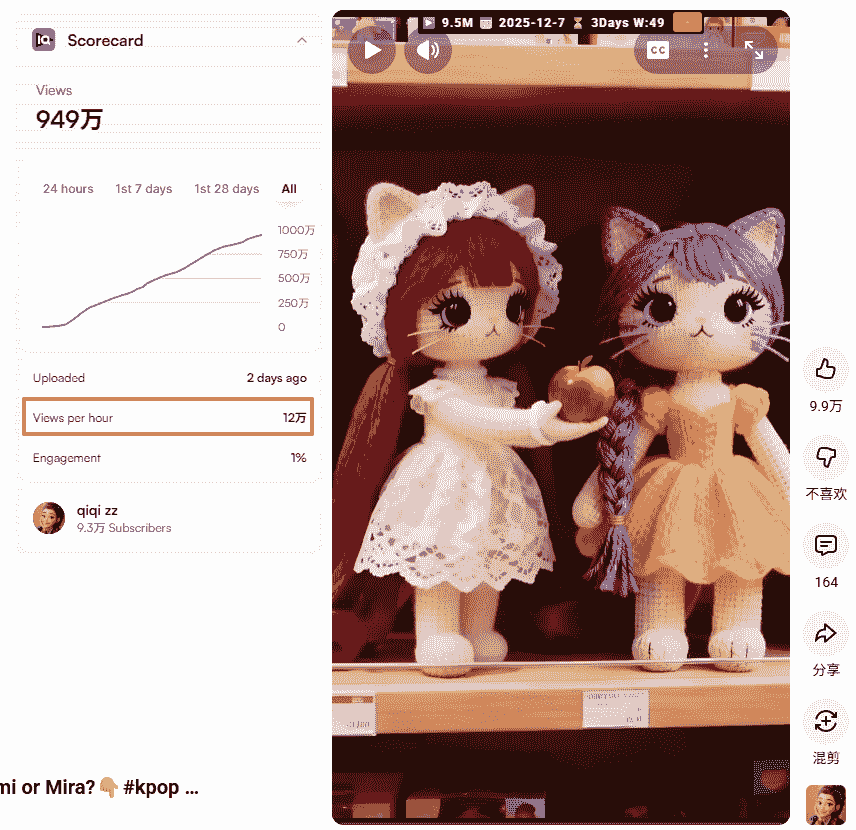 Scorecard
Views
949万
24 hours
1st 7 days
1st 28 days
All
1000万
750万
500万
250万
0
Uploaded
2 days ago
Views per hour
12万
Engagement
1%
qiqi zz
9.3万 Subscribers
mi or Mira?👇🏼 #kpop ...
9.5M 2025-12-7 3Days W:49
CC
9.9万
不喜欢
164
分享
混剪